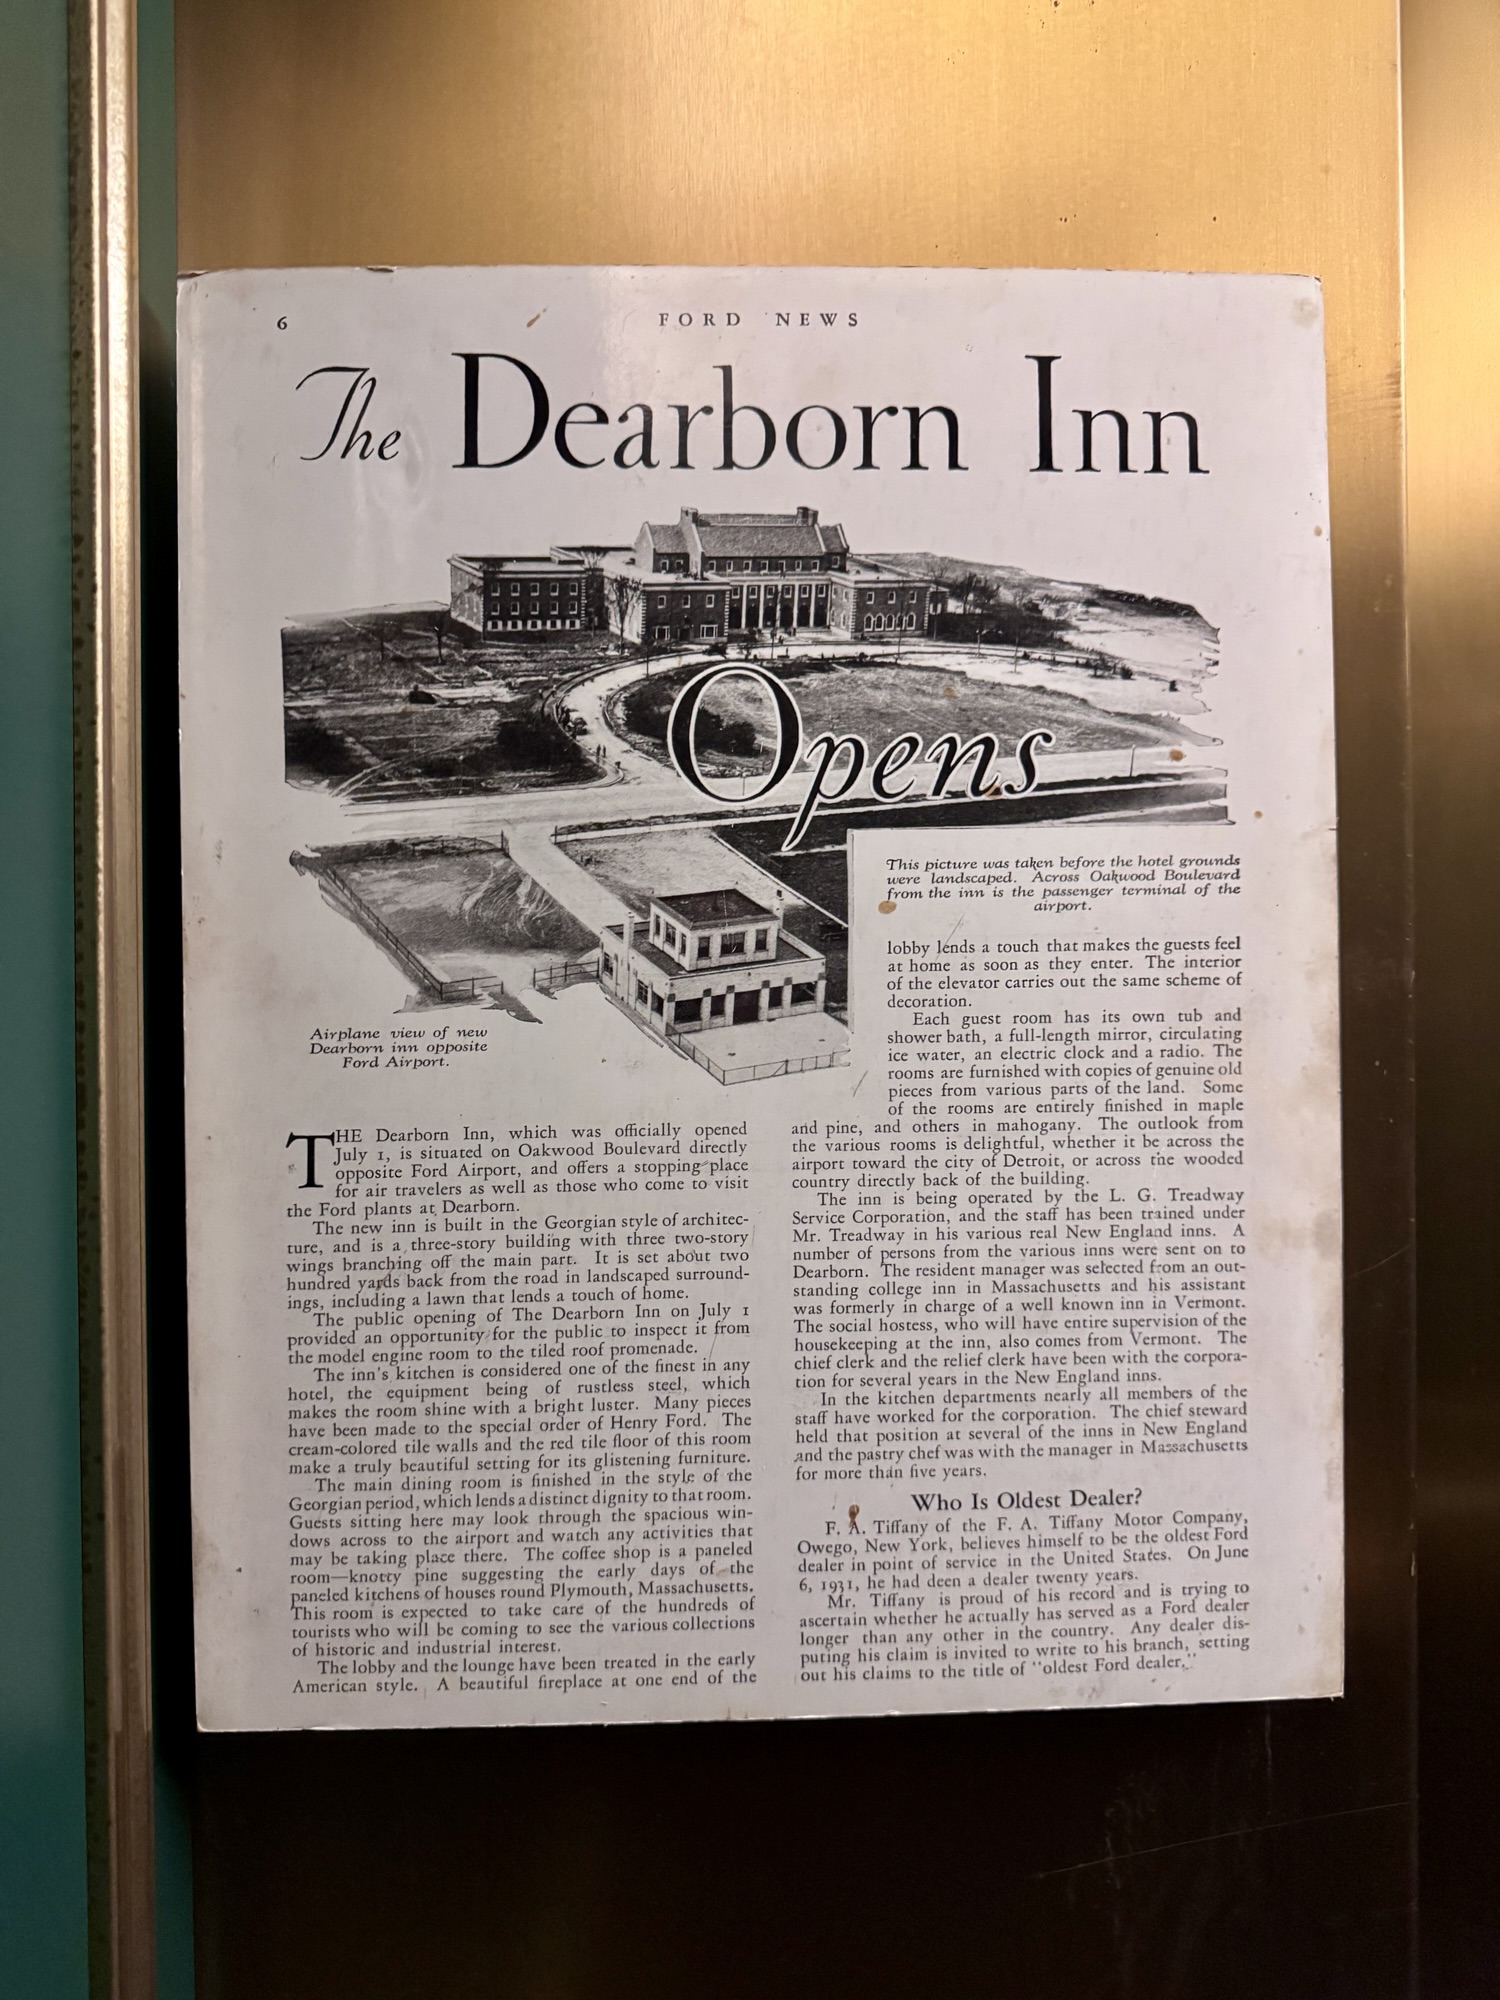 6
FORD NEWS
The Dearborn Inn
Opens
This picture was taken before the hotel grounds
were landscaped. Across Oakwood Boulevard
from the inn is the passenger terminal of the
airport.
Airplane view of new
Dearborn inn opposite
Ford Airport.
THE Dearborn Inn, which was officially opened
July 1, is situated on Oakwood Boulevard directly
opposite Ford Airport, and offers a stopping place
for air travelers as well as those who come to visit
the Ford plants at Dearborn.
The new inn is built in the Georgian style of architec-
ture, and is a three-story building with three two-story
wings branching off the main part. It is set about two
hundred yards back from the road in landscaped surround-
ings, including a lawn that lends a touch of home.
The public opening of The Dearborn Inn on July 1
provided an opportunity for the public to inspect it from
the model engine room to the tiled roof promenade.
The inn's kitchen is considered one of the finest in any
hotel, the equipment being of rustless steel, which
makes the room shine with a bright luster. Many pieces
have been made to the special order of Henry Ford. The
cream-colored tile walls and the red tile floor of this room
make a truly beautiful setting for its glistening furniture.
The main dining room is finished in the style of the
Georgian period, which lends a distinct dignity to that room.
Guests sitting here may look through the spacious win-
dows across to the airport and watch any activities that
may be taking place there. The coffee shop is a paneled
room—knotty pine suggesting the early days of the
paneled kitchens of houses round Plymouth, Massachusetts.
This room is expected to take care of the hundreds of
tourists who will be coming to see the various collections
of historic and industrial interest.
The lobby and the lounge have been treated in the early
American style. A beautiful fireplace at one end of the
lobby lends a touch that makes the guests feel
at home as soon as they enter. The interior
of the elevator carries out the same scheme of
decoration.
Each guest room has its own tub and
shower bath, a full-length mirror, circulating
ice water, an electric clock and a radio. The
rooms are furnished with copies of genuine old
pieces from various parts of the land. Some
of the rooms are entirely finished in maple
and pine, and others in mahogany. The outlook from
the various rooms is delightful, whether it be across the
airport toward the city of Detroit, or across the wooded
country directly back of the building.
The inn is being operated by the L. G. Treadway
Service Corporation, and the staff has been trained under
Mr. Treadway in his various real New England inns. A
number of persons from the various inns were sent on to
Dearborn. The resident manager was selected from an out-
standing college inn in Massachusetts and his assistant
was formerly in charge of a well known inn in Vermont.
The social hostess, who will have entire supervision of the
housekeeping at the inn, also comes from Vermont. The
chief clerk and the relief clerk have been with the corpora-
tion for several years in the New England inns.
In the kitchen departments nearly all members of the
staff have worked for the corporation. The chief steward
held that position at several of the inns in New England
and the pastry chef was with the manager in Massachusetts
for more than five years.
Who Is Oldest Dealer?
F. A. Tiffany of the F. A. Tiffany Motor Company,
Owego, New York, believes himself to be the oldest Ford
dealer in point of service in the United States. On June
6, 1931, he had deen a dealer twenty years.
Mr. Tiffany is proud of his record and is trying to
ascertain whether he actually has served as a Ford dealer
longer than any other in the country. Any dealer dis-
puting his claim is invited to write to his branch, setting
out his claims to the title of "oldest Ford dealer."